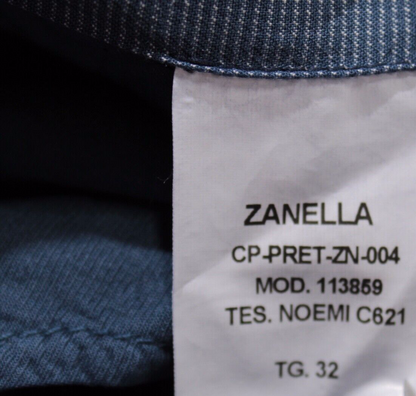 ZANELLA
CP-PRET-ZN-004
MOD. 113859
TES. NOEMI C621
TG. 32